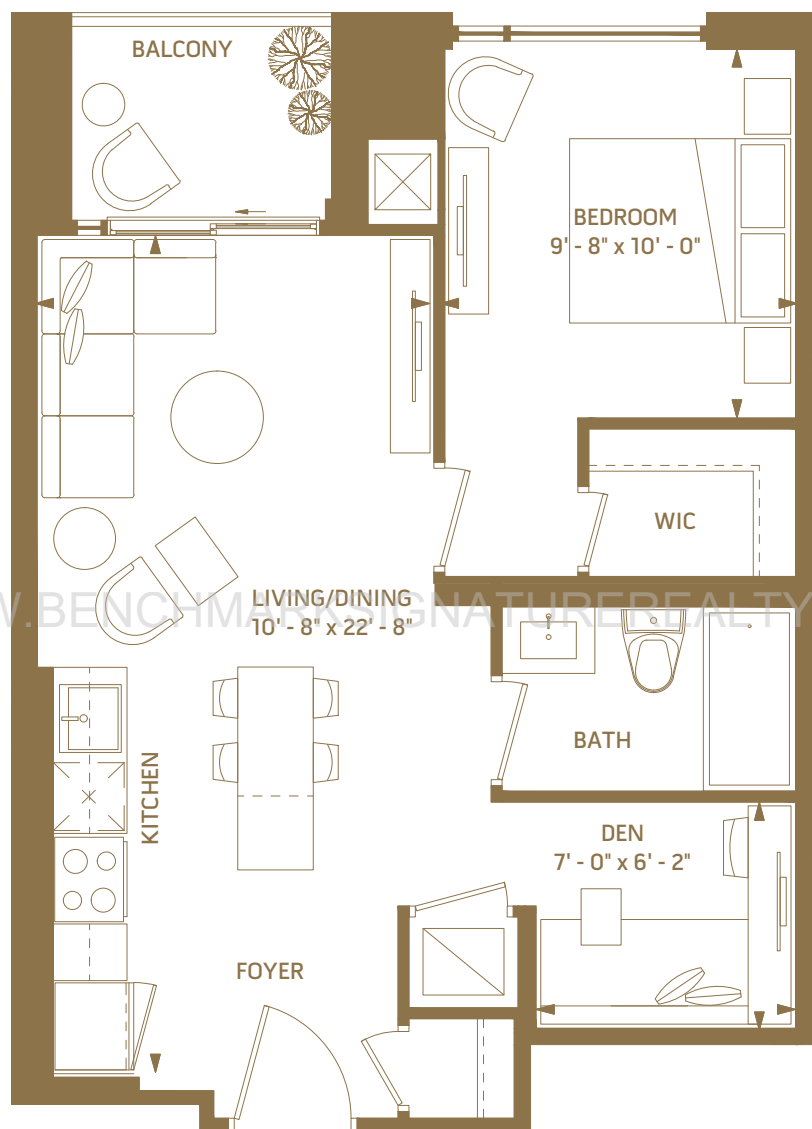 BALCONY
BEDROOM
9' - 8" x 10' - 0"
WIC
LIVING/DINING
10' - 8" x 22' - 8"
W.BENCHMARKSIGNATUREREALTY
BATH
KITCHEN
DEN
7' - 0" x 6' - 2"
FOYER